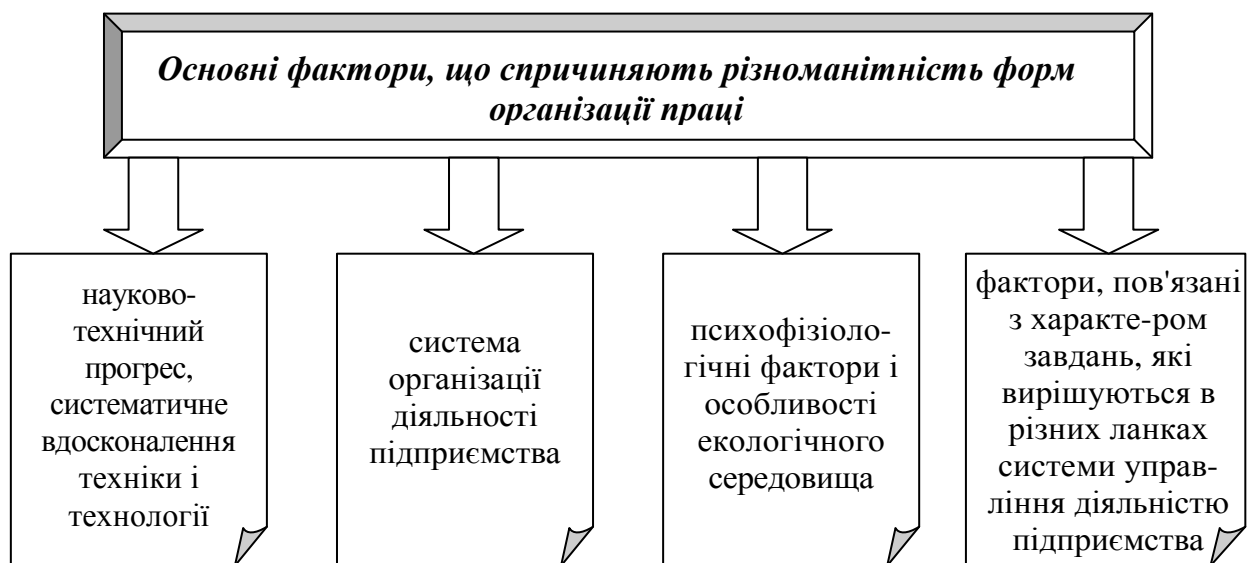 Основні фактори, що спричиняють різноманітність форм
організації праці
науково-
технічний
прогрес,
систематичне
вдосконалення
техніки і
технології
система
організації
діяльності
підприємства
психофізіоло-
гічні фактори і
особливості
екологічного
середовища
фактори, пов'язані
з характе-ром
завдань, які
вирішуються в
різних ланках
системи управ-
ління діяльністю
підприємства